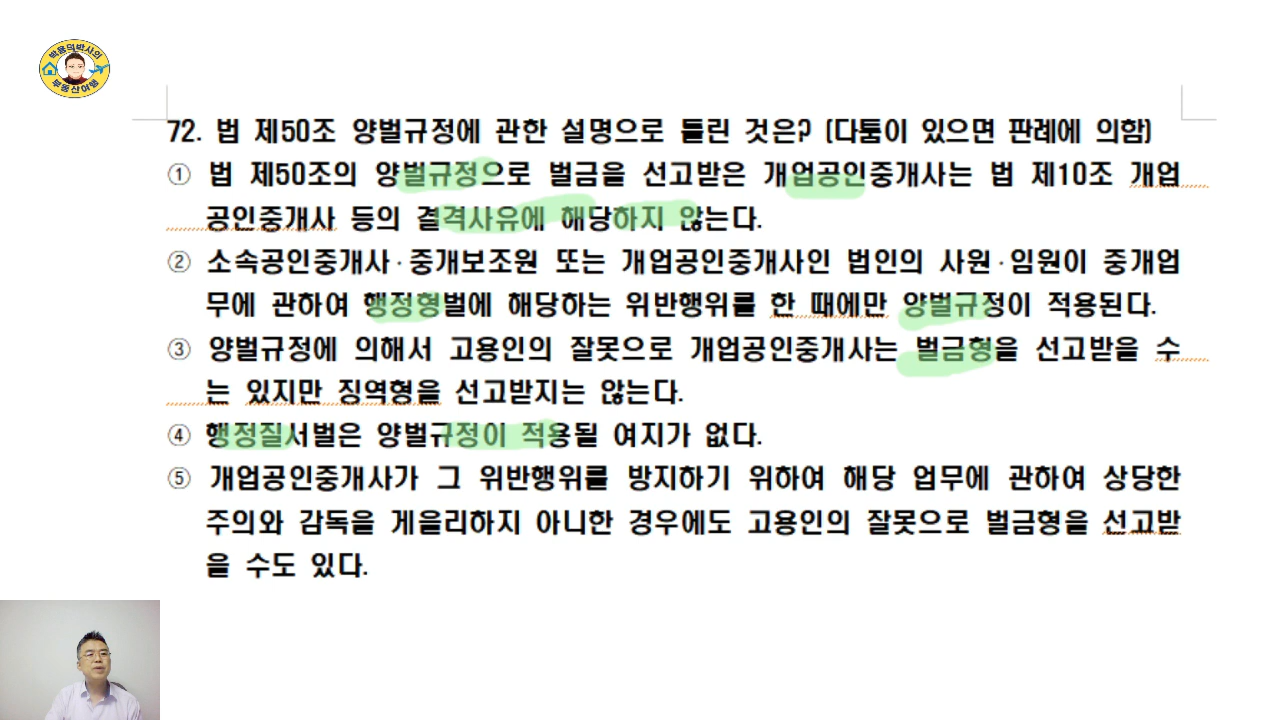 박용덕박사의
부동산여행
72. 법 제50조 양벌규정에 관한 설명으로 틀린 것은? (다툼이 있으면 판례에 의함)
① 법 제50조의 양벌규정으로 벌금을 선고받은 개업공인중개사는 법 제10조 개업
공인중개사 등의 결격사유에 해당하지 않는다.
② 소속공인중개사·중개보조원 또는 개업공인중개사인 법인의 사원·임원이 중개업
무에 관하여 행정형벌에 해당하는 위반행위를 한 때에만 양벌규정이 적용된다.
③ 양벌규정에 의해서 고용인의 잘못으로 개업공인중개사는 벌금형을 선고받을 수
는 있지만 징역형을 선고받지는 않는다.
④ 행정질서벌은 양벌규정이 적용될 여지가 없다.
⑤ 개업공인중개사가 그 위반행위를 방지하기 위하여 해당 업무에 관하여 상당한
주의와 감독을 게을리하지 아니한 경우에도 고용인의 잘못으로 벌금형을 선고받
을 수도 있다.